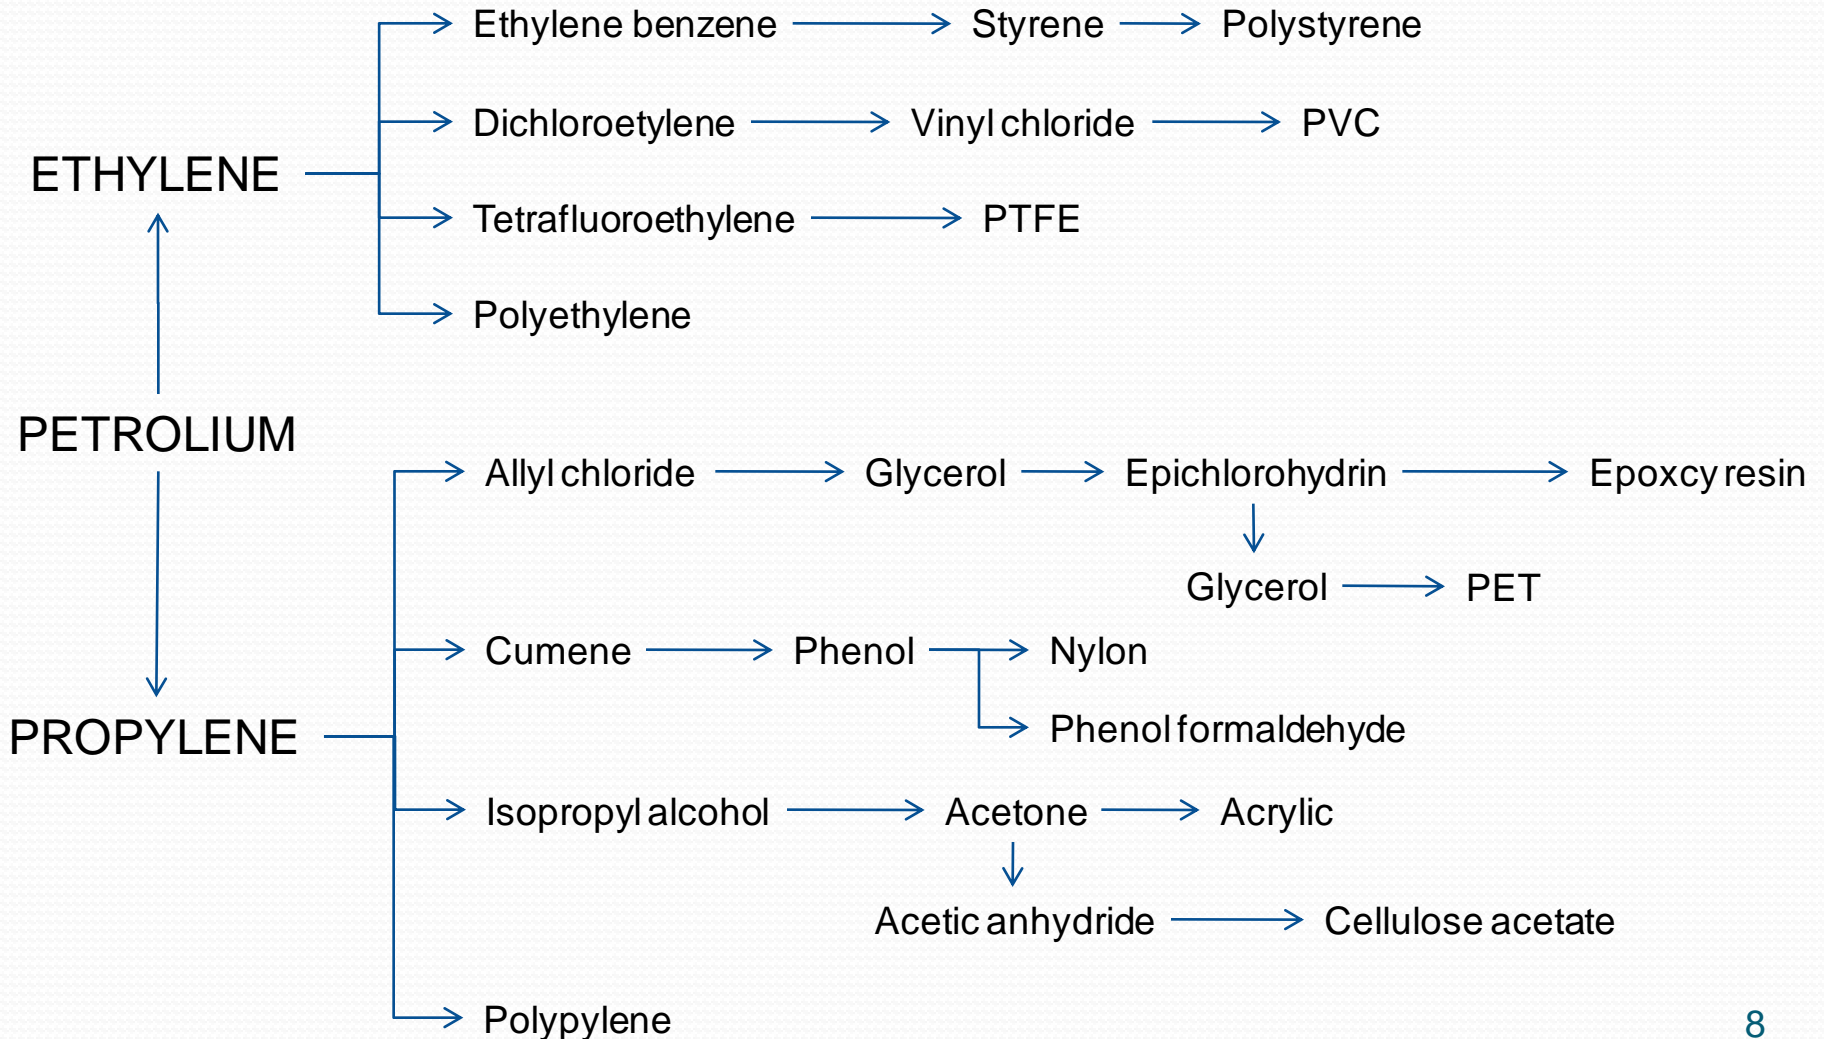 Ethylene benzene Styrene Polystyrene
Dichloroetylene Vinyl chloride PVC
ETHYLENE
Tetrafluoroethylene PTFE
Polyethylene
PETROLIUM
Allyl chloride Glycerol Epichlorohydrin Epoxcy resin
Glycerol PET
Cumene Phenol Nylon
PROPYLENE
Phenol formaldehyde
Isopropyl alcohol Acetone Acrylic
Acetic anhydride Cellulose acetate
Polypylene
8